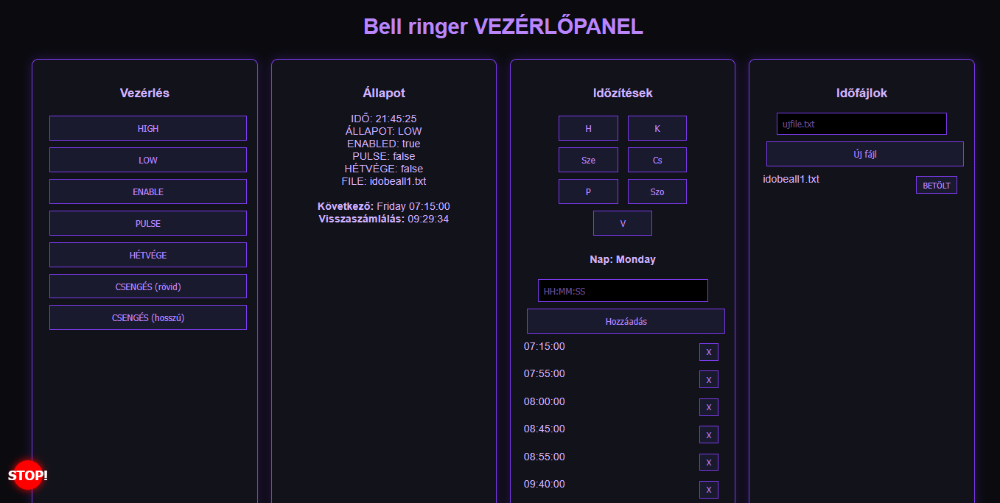 Bell ringer VEZÉRLŐPANEL
Vezérlés
HIGH
LOW
ENABLE
PULSE
HÉTVÉGE
CSENGÉS (rövid)
CSENGÉS (hosszú)
Állapot
IDŐ: 21:45:25
ÁLLAPOT: LOW
ENABLED: true
PULSE: false
HÉTVÉGE: false
FILE: idobeall1.txt
Következő: Friday 07:15:00
Visszaszámlálás: 09:29:34
Időzítések
H K
Sze Cs
P Szo
V
Nap: Monday
HH:MM:SS
Hozzáadás
07:15:00 X
07:55:00 X
08:00:00 X
08:45:00 X
08:55:00 X
09:40:00 X
Időfájlok
ujfile.txt
Új fájl
idobeall1.txt BETÖLT
STOP!